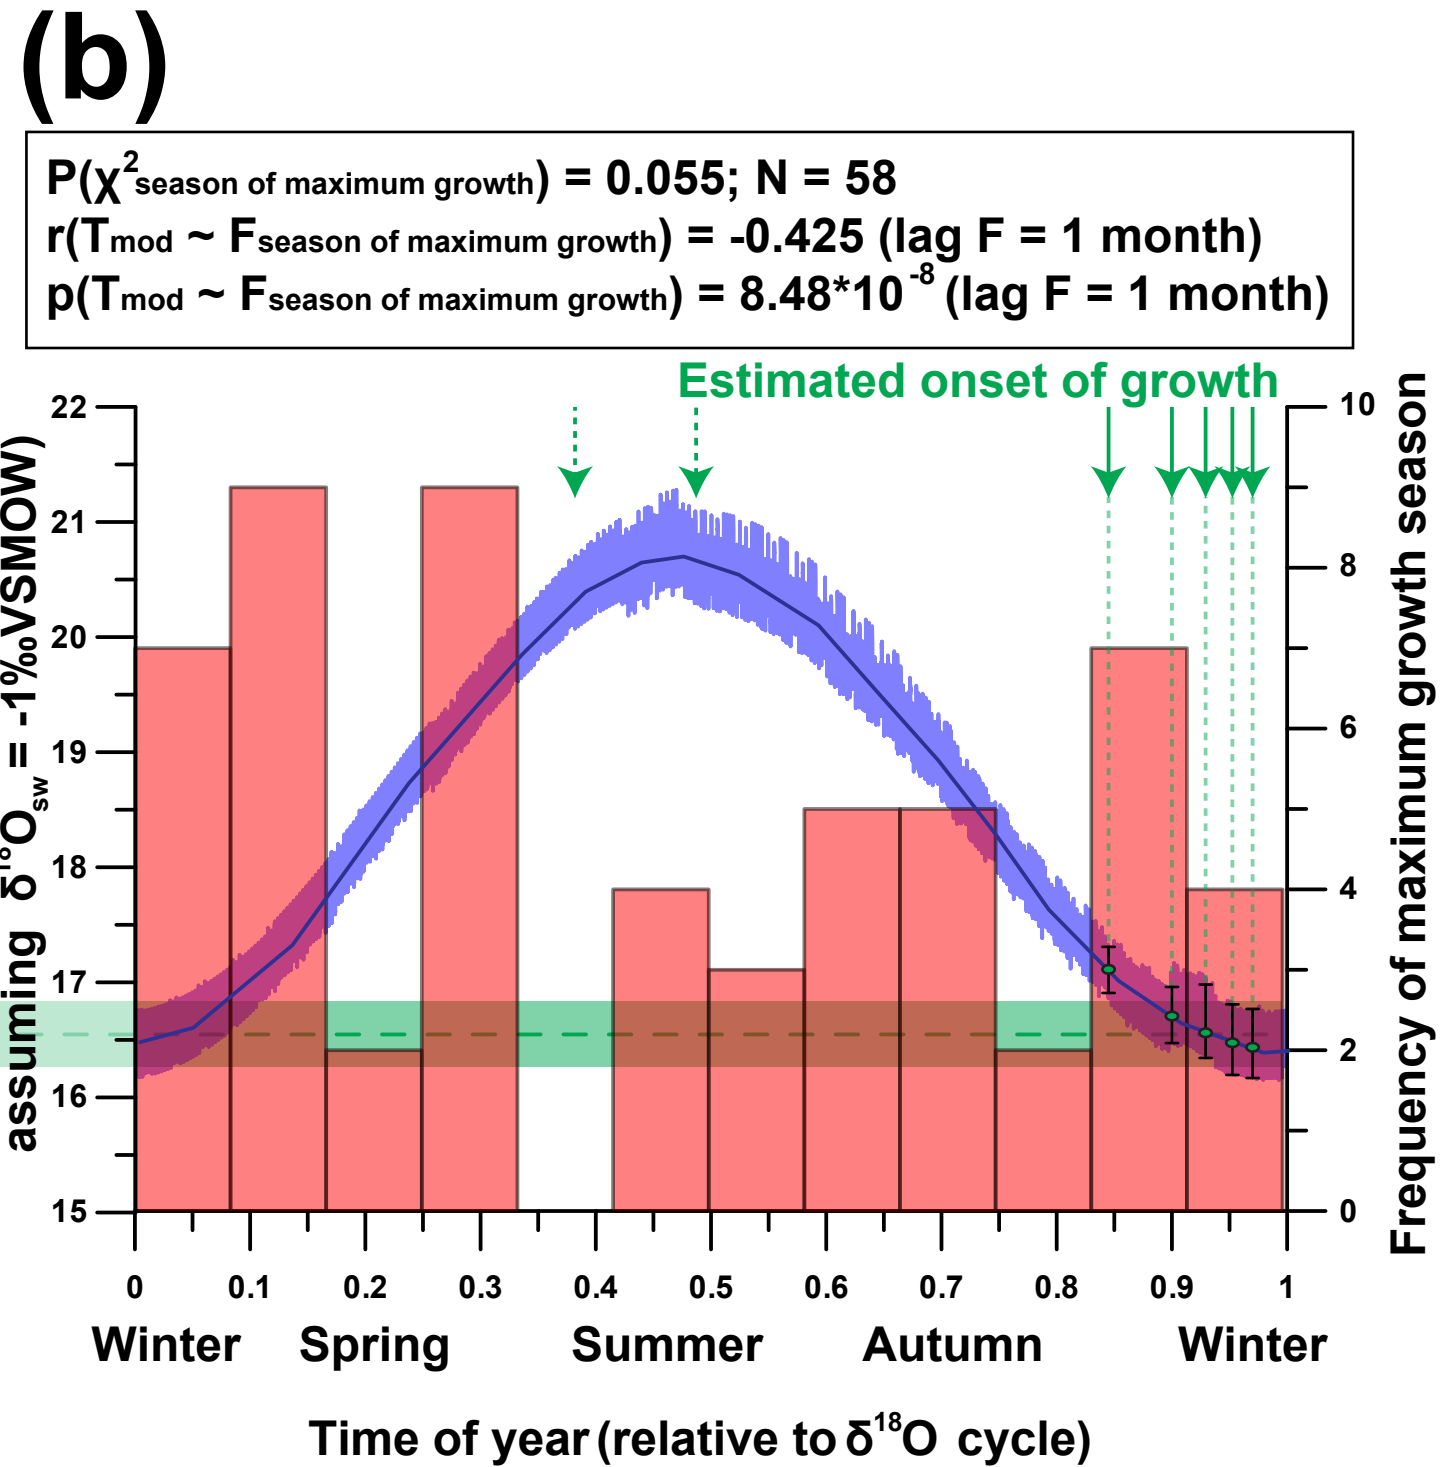 (b)
P(χ²season of maximum growth) = 0.055; N = 58
r(Tmod ~ Fseason of maximum growth) = -0.425 (lag F = 1 month)
p(Tmod ~ Fseason of maximum growth) = 8.48*10⁻⁸ (lag F = 1 month)
Estimated onset of growth
assuming δ¹⁸Osw = -1‰VSMOW)
22
21
20
19
18
17
16
15
10
8
6
4
2
0
Frequency of maximum growth season
0 0.1 0.2 0.3 0.4 0.5 0.6 0.7 0.8 0.9 1
Winter Spring Summer Autumn Winter
Time of year (relative to δ¹⁸O cycle)